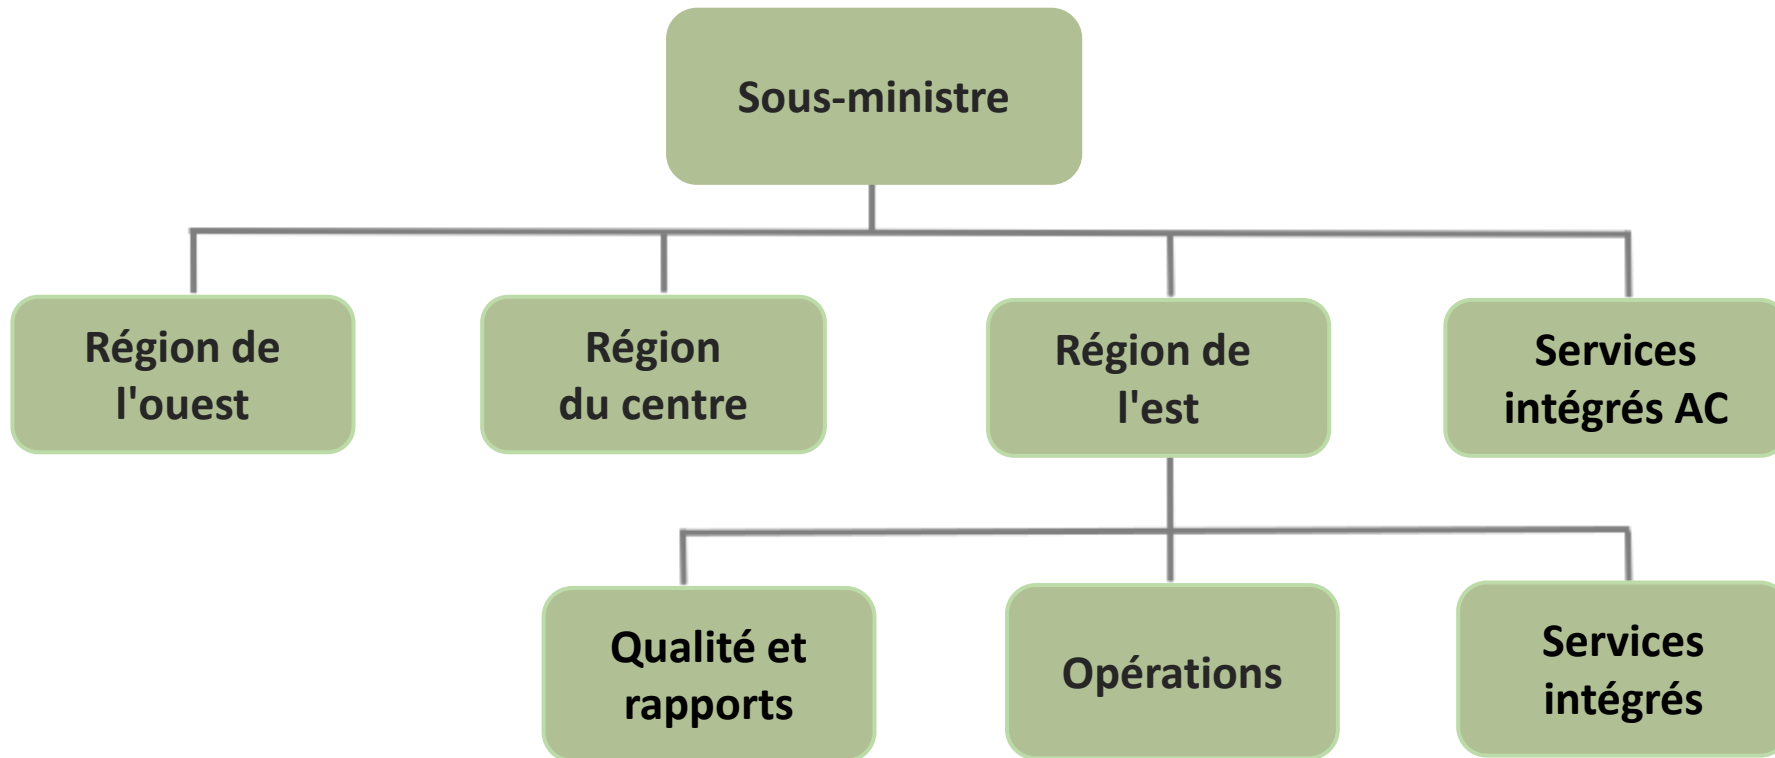 Sous-ministre
Région de
l'ouest
Région
du centre
Région de
l'est
Services
intégrés AC
Qualité et
rapports
Opérations
Services
intégrés